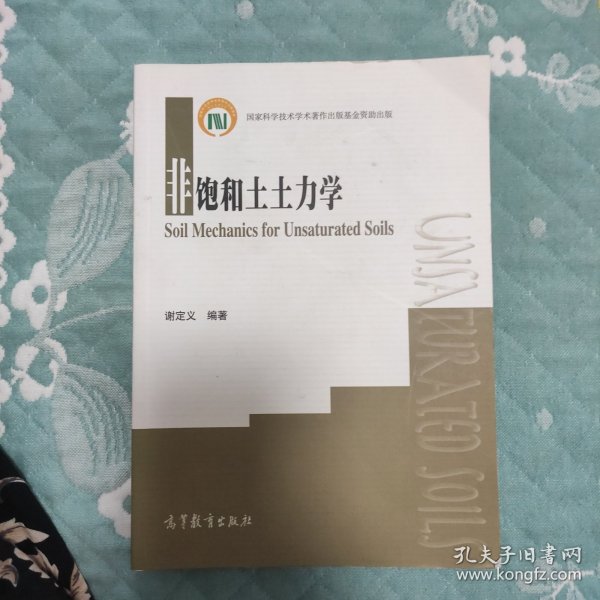 国家科学技术学术著作出版基金资助出版
非饱和土土力学
Soil Mechanics for Unsaturated Soils
谢定义 编著
UNSATURATED SOILS
高等教育出版社
孔夫子旧书网
www.kongfz.com